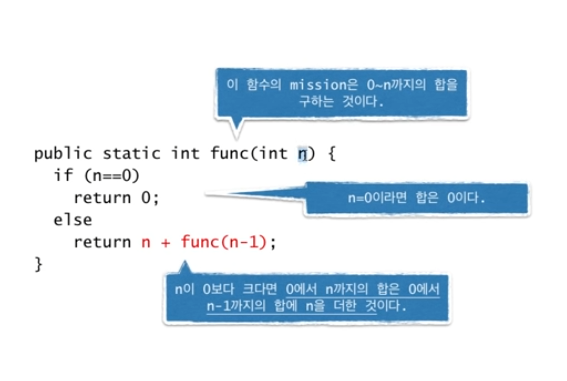 이 함수의 mission은 0~n까지의 합을
구하는 것이다.
public static int func(int n) {
if (n==0)
return 0;
n=0이라면 합은 0이다.
else
return n + func(n-1);
}
n이 0보다 크다면 0에서 n까지의 합은 0에서
n-1까지의 합에 n을 더한 것이다.